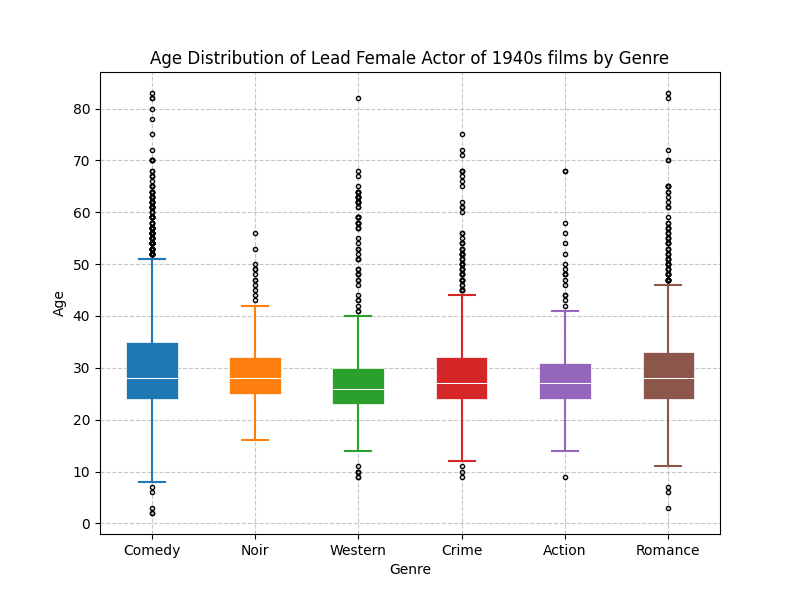 Age Distribution of Lead Female Actor of 1940s films by Genre
80
70
60
50
40
30
20
10
0
Age
Comedy Noir Western Crime Action Romance
Genre